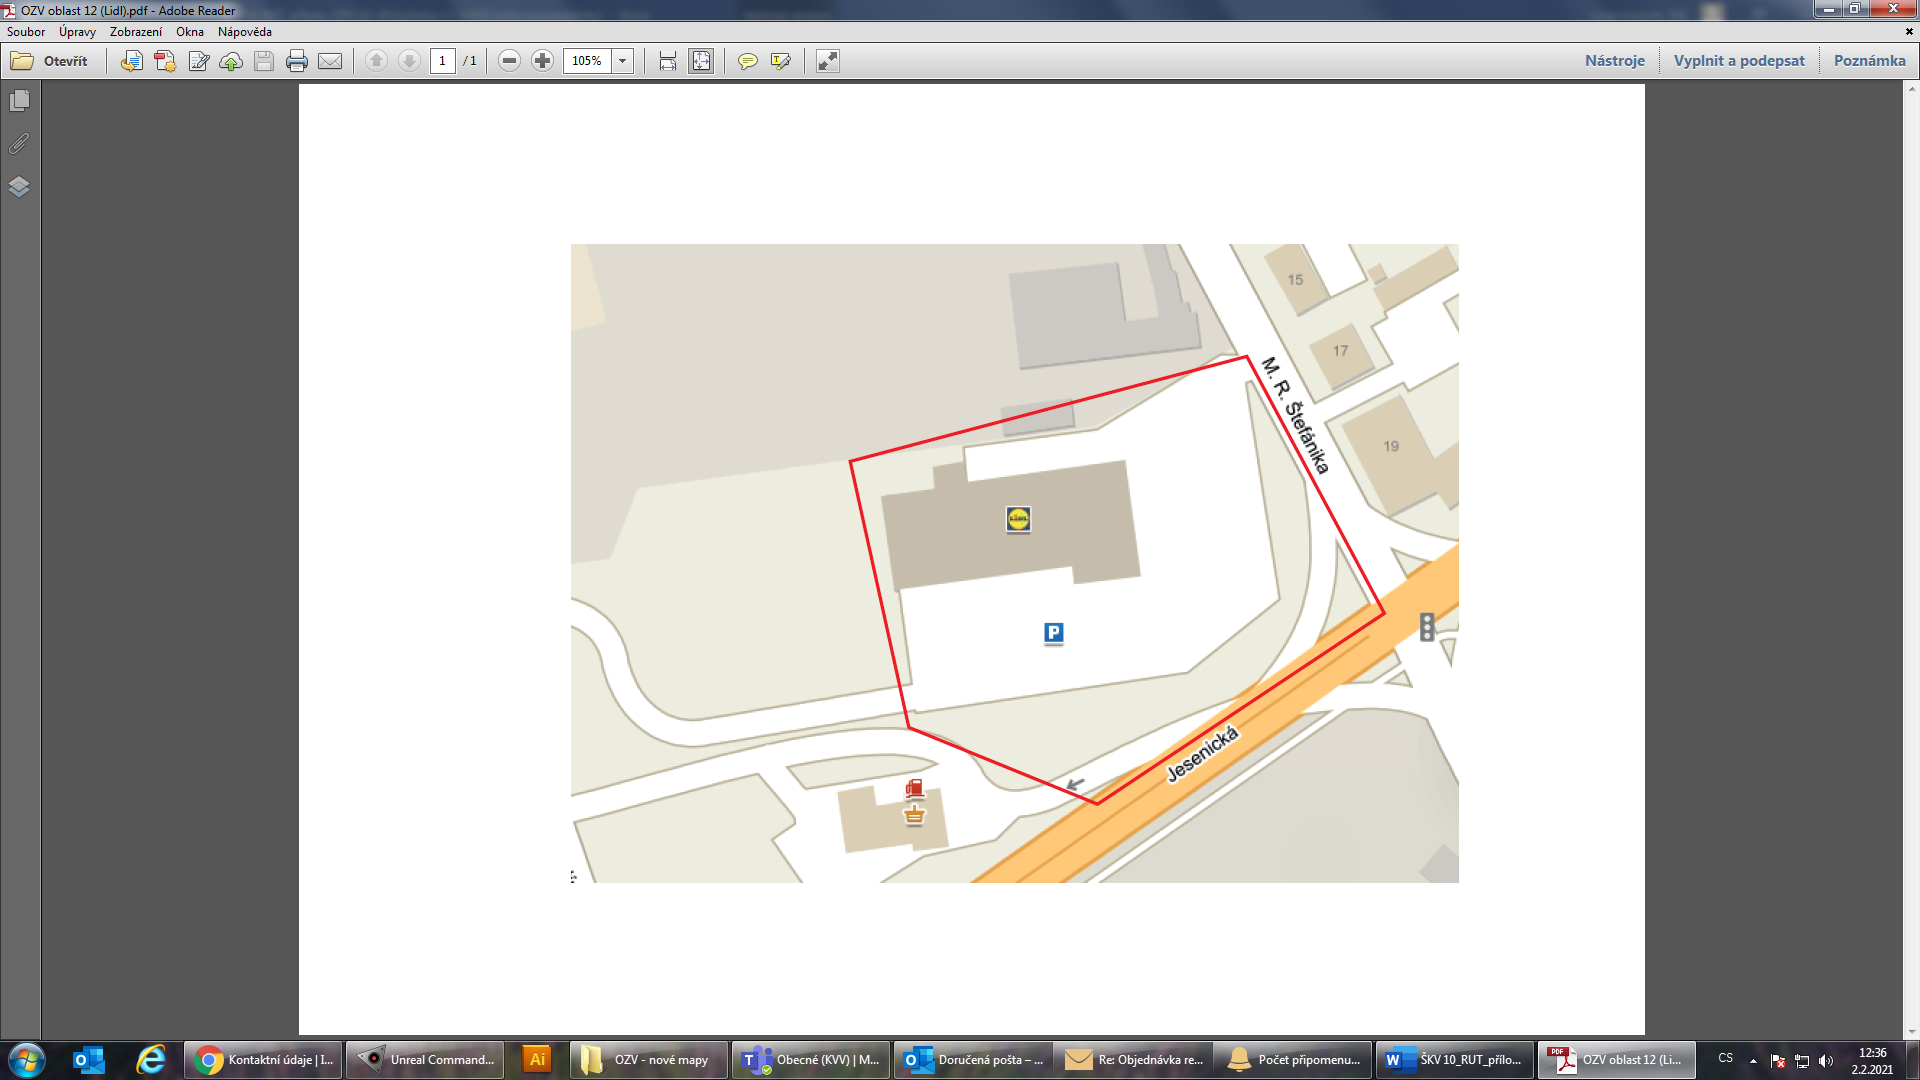 OZV oblast 12 (Lidl).pdf - Adobe Reader
Soubor Úpravy Zobrazení Okna Nápověda
Otevřít 1 / 1 105% Nástroje Vyplnit a podepsat Poznámka
15
17
M. R. Štefánika
19
P
Jesenická
Kontaktní údaje | I... Unreal Command... Ai OZV - nové mapy Obecné (KVV) | M... Doručená pošta – ... Re: Objednávka re... Počet připomenu... ŠKV 10_RUT_přílo... OZV oblast 12 (Li... CS 12:36
2.2.2021